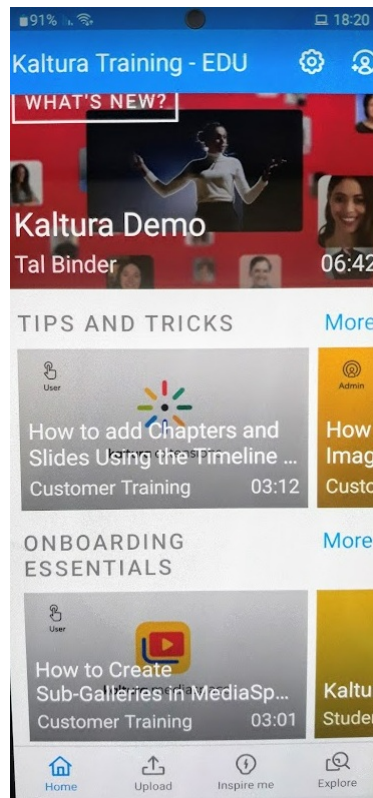 91% 18:20
Kaltura Training - EDU
WHAT'S NEW?
Kaltura Demo
Tal Binder 06:42
TIPS AND TRICKS More
User Admin
How to add Chapters and How
Slides Using the Timeline ... Imag
Customer Training 03:12 Custo
ONBOARDING More
ESSENTIALS
User
How to Create
Sub-Galleries in MediaSp... Kaltu
Customer Training 03:01 Studen
Home Upload Inspire me Explore